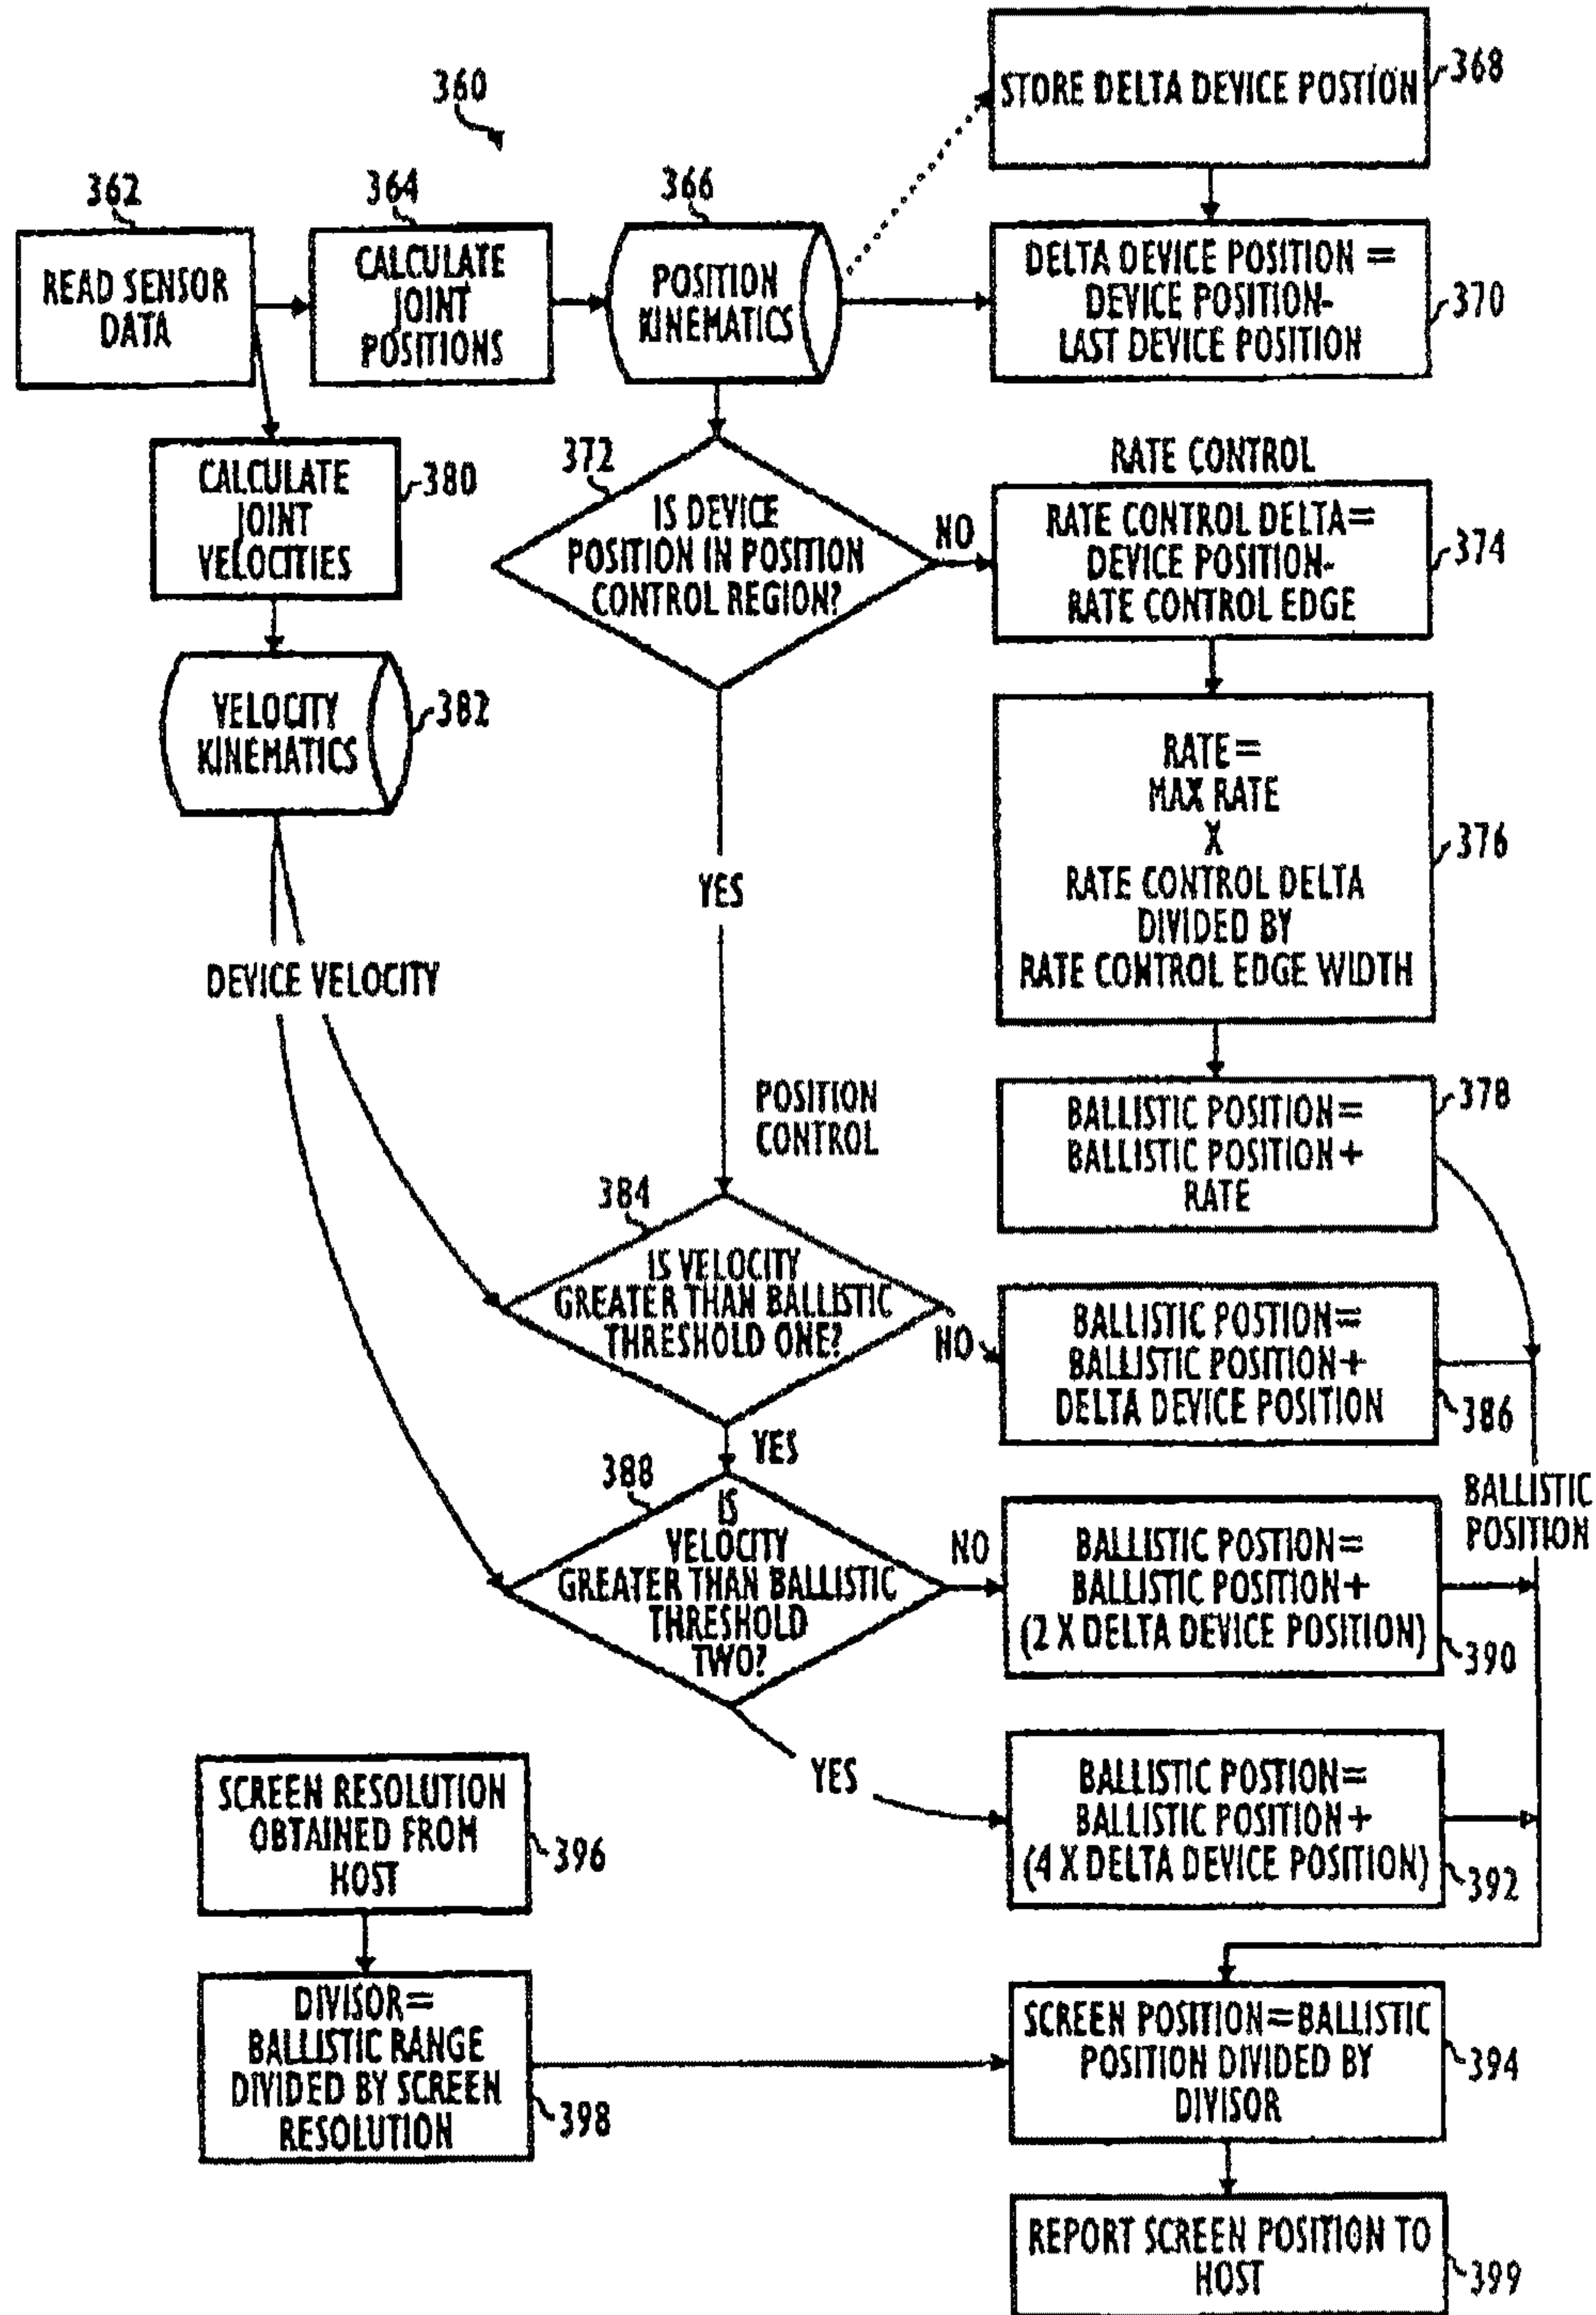 360
STORE DELTA DEVICE POSTION
368
362
READ SENSOR
DATA
364
CALCULATE
JOINT
POSITIONS
366
POSITION
KINEMATICS
DELTA DEVICE POSITION =
DEVICE POSITION-
LAST DEVICE POSITION
370
CALCULATE
JOINT
VELOCITIES
380
372
IS DEVICE
POSITION IN POSITION
CONTROL REGION?
NO
RATE CONTROL
RATE CONTROL DELTA=
DEVICE POSITION-
RATE CONTROL EDGE
374
VELOCITY
KINEMATICS
382
YES
RATE=
MAX RATE
X
RATE CONTROL DELTA
DIVIDED BY
RATE CONTROL EDGE WIDTH
376
DEVICE VELOCITY
POSITION
CONTROL
BALLISTIC POSITION=
BALLISTIC POSITION+
RATE
378
384
IS VELOCITY
GREATER THAN BALLISTIC
THRESHOLD ONE?
NO
BALLISTIC POSTION=
BALLISTIC POSITION+
DELTA DEVICE POSITION
386
YES
388
IS
VELOCITY
GREATER THAN BALLISTIC
THRESHOLD
TWO?
NO
BALLISTIC POSTION=
BALLISTIC POSITION+
(2 X DELTA DEVICE POSITION)
390
BALLISTIC
POSITION
YES
BALLISTIC POSTION=
BALLISTIC POSITION+
(4 X DELTA DEVICE POSITION)
392
SCREEN RESOLUTION
OBTAINED FROM
HOST
396
DIVISOR=
BALLISTIC RANGE
DIVIDED BY SCREEN
RESOLUTION
398
SCREEN POSITION=BALLISTIC
POSITION DIVIDED BY
DIVISOR
394
REPORT SCREEN POSITION TO
HOST
399